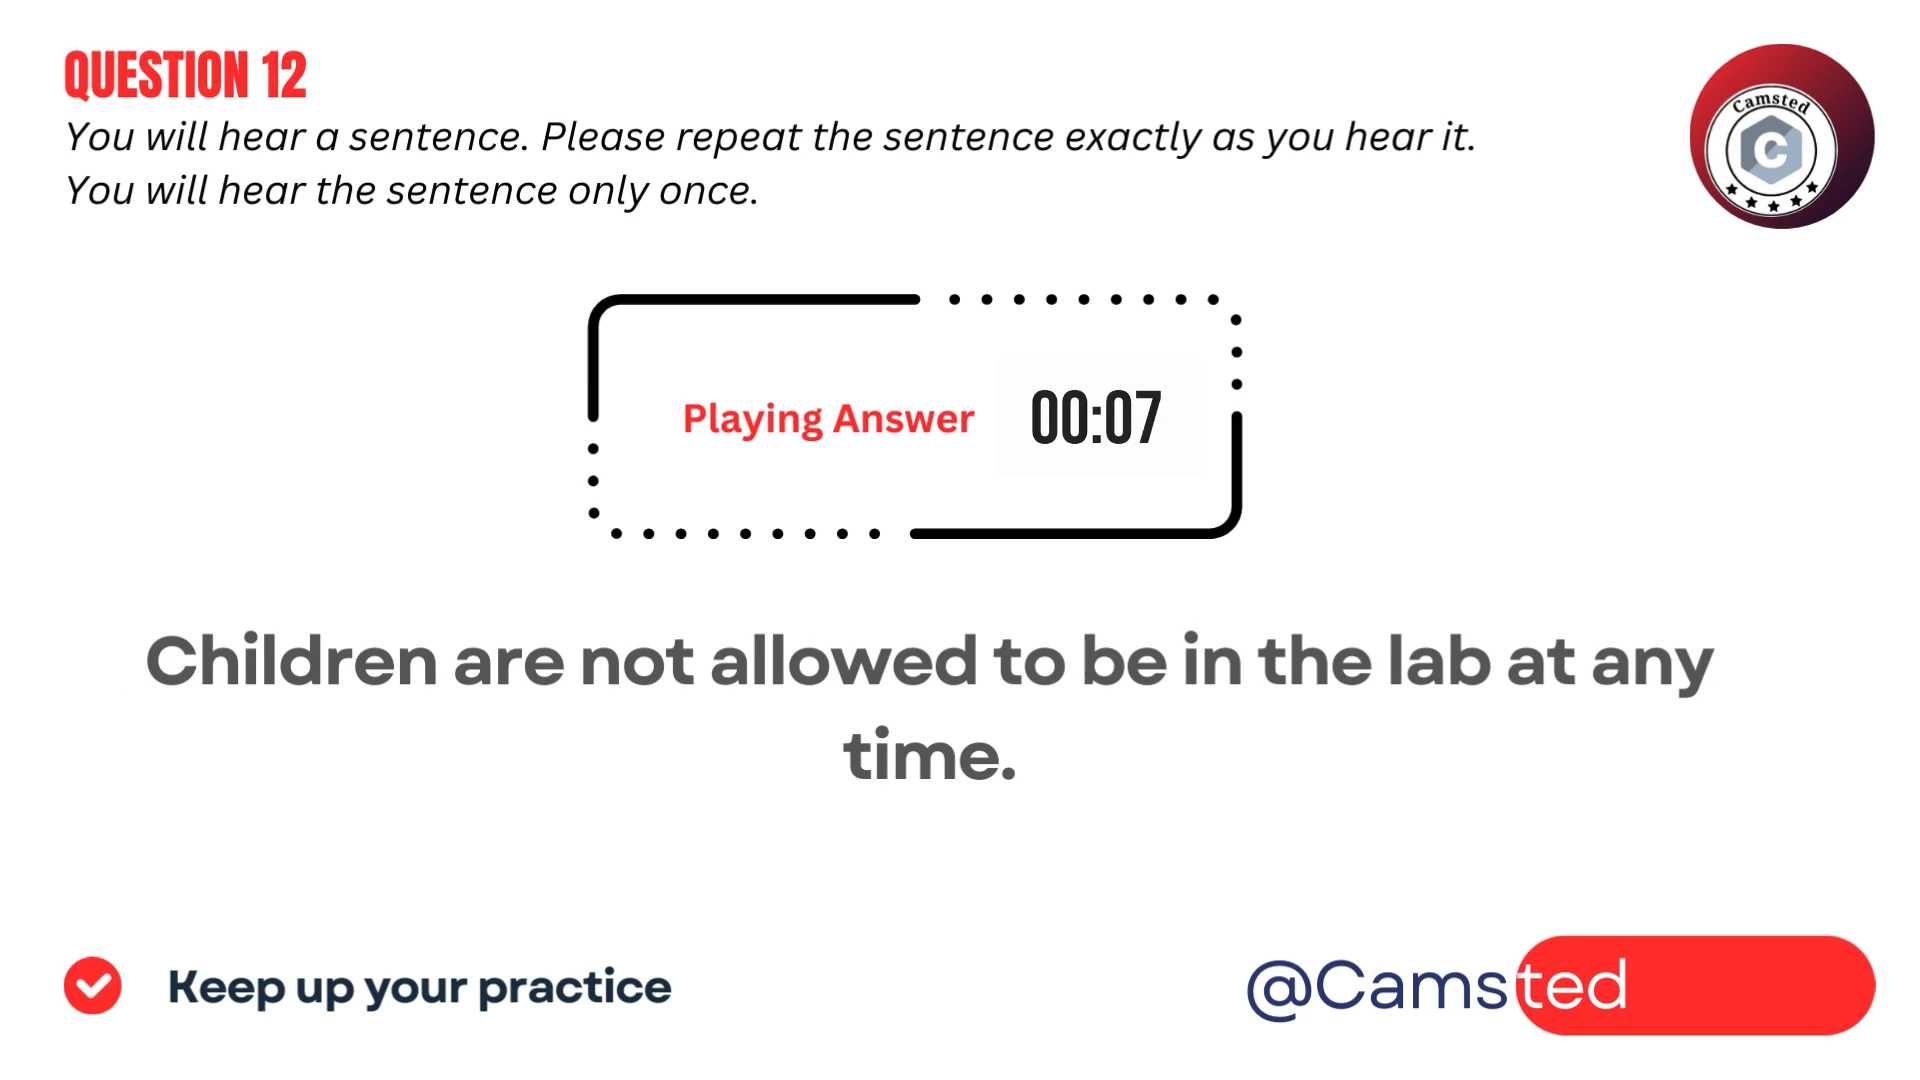 QUESTION 12
You will hear a sentence. Please repeat the sentence exactly as you hear it.
You will hear the sentence only once.
Camsted
C
Playing Answer 00:07
Children are not allowed to be in the lab at any
time.
Keep up your practice
@Camsted